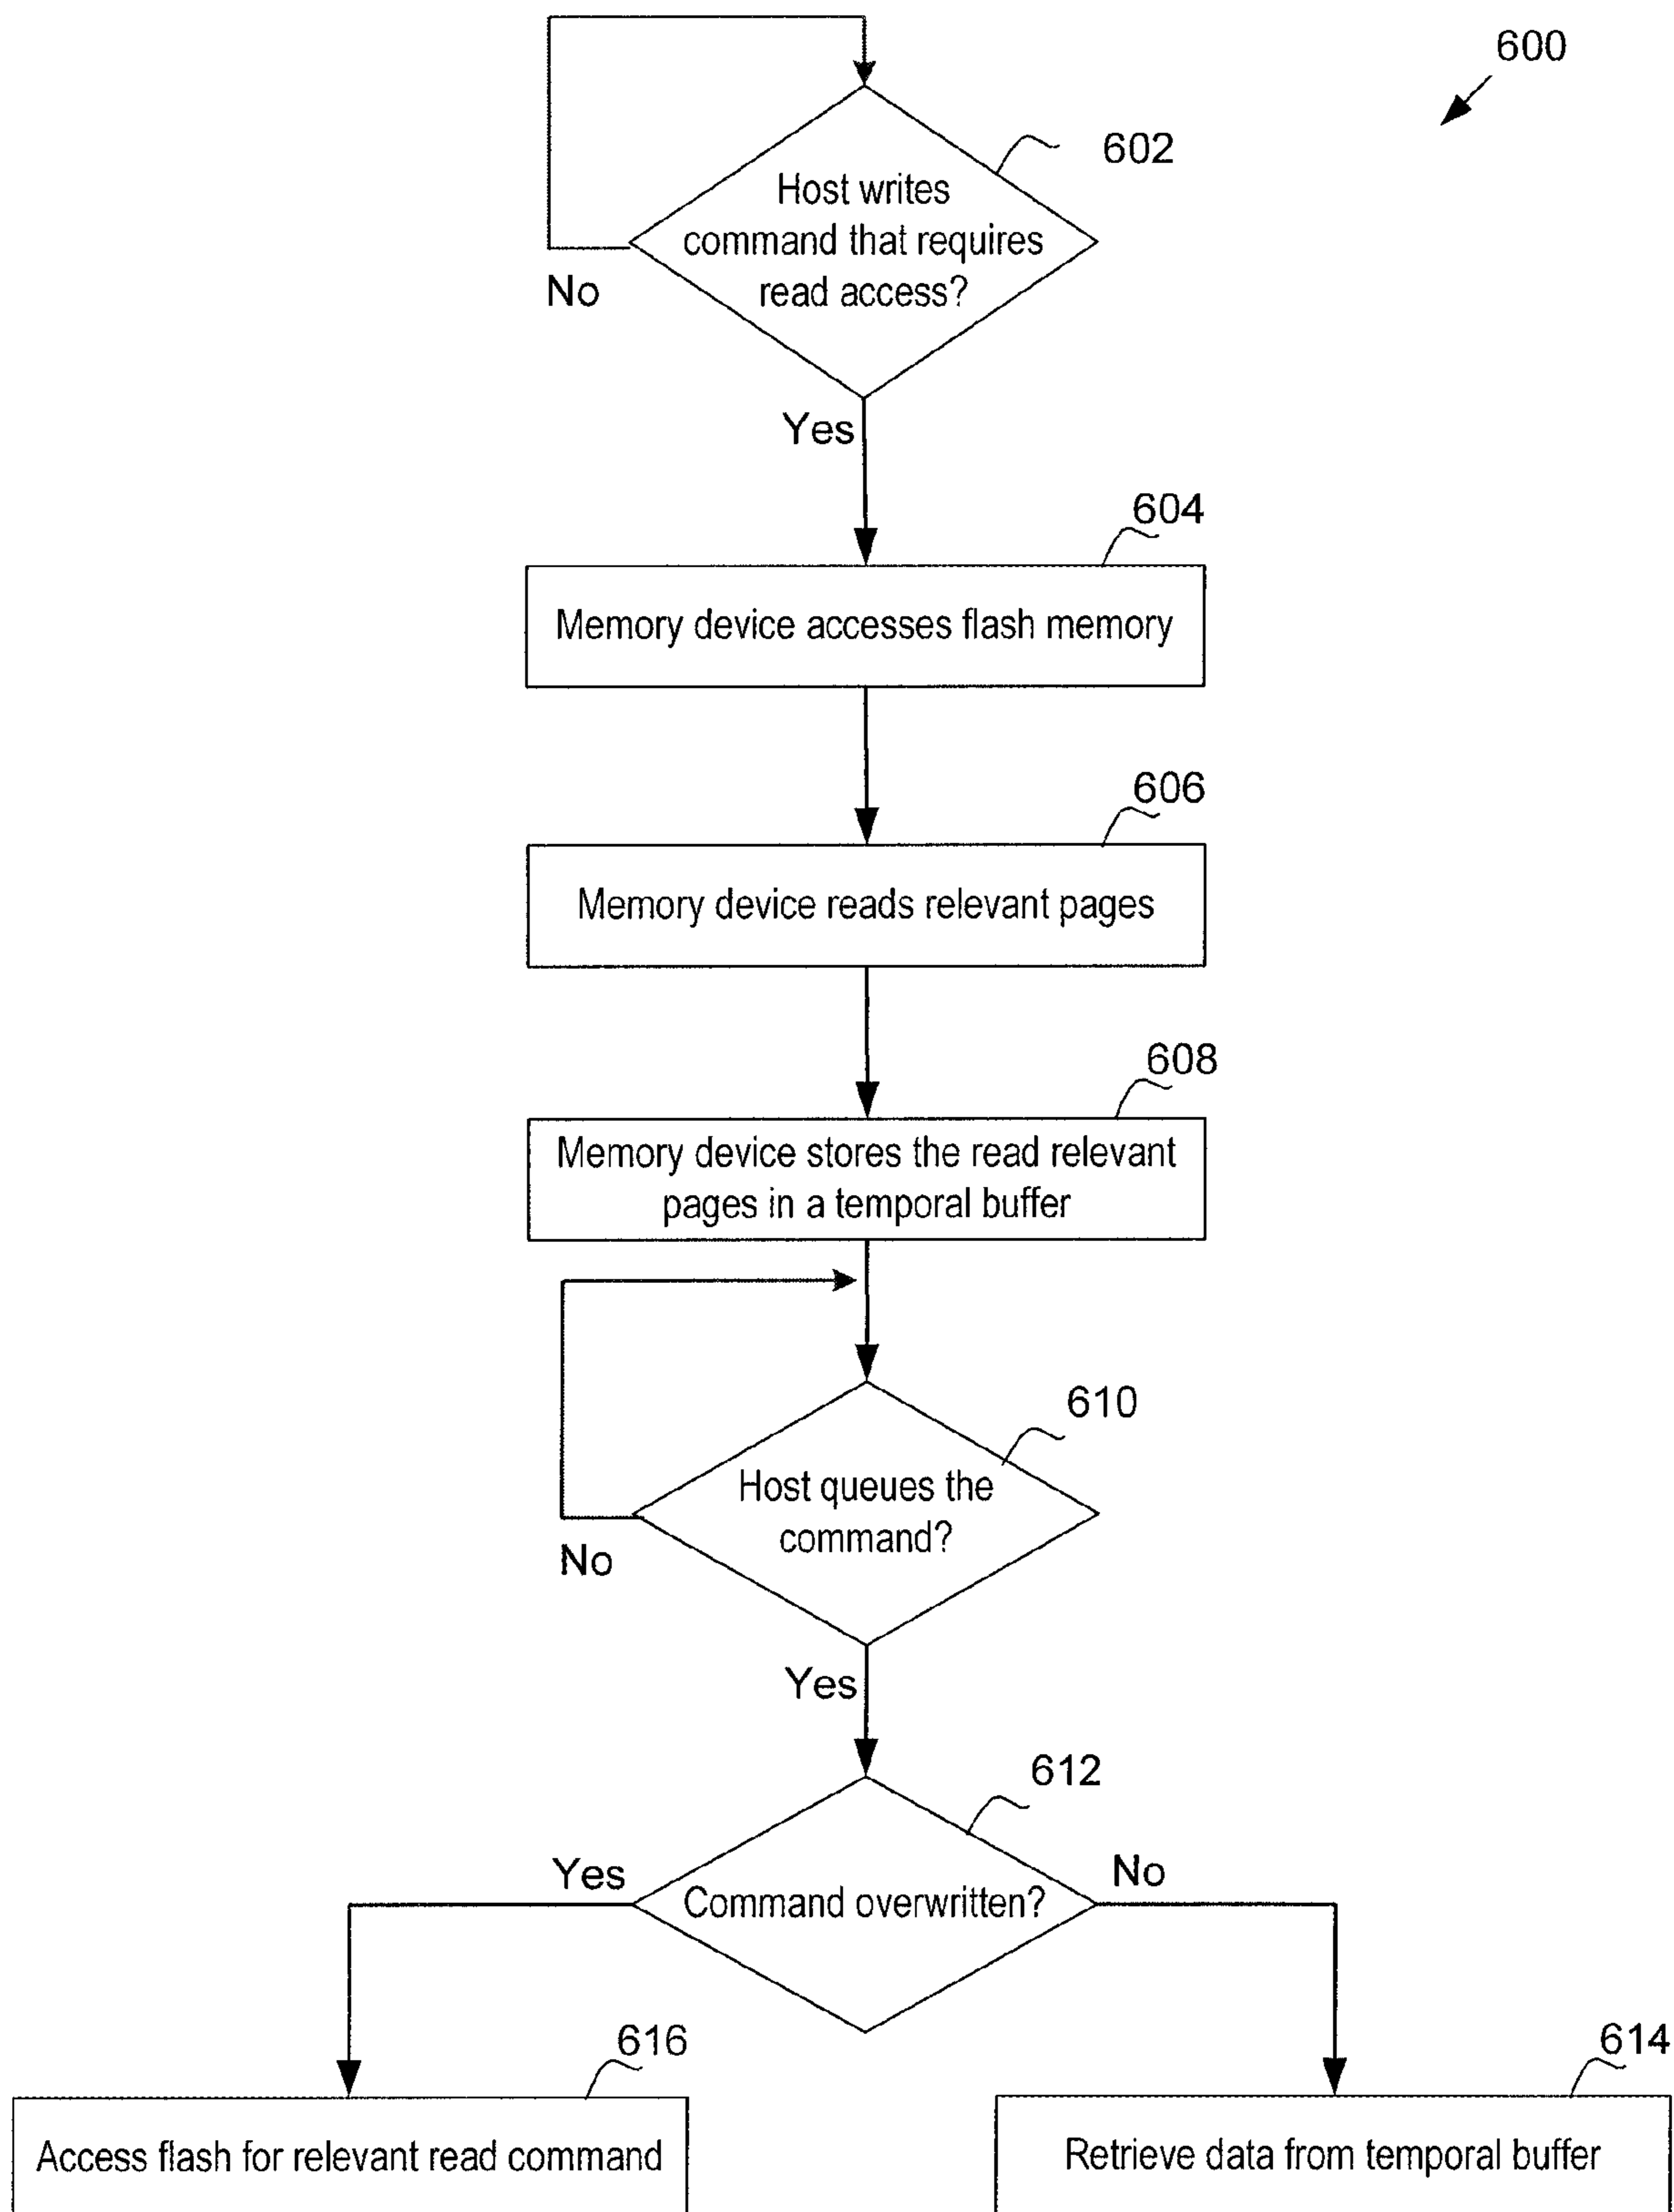 600
602
Host writes
command that requires
read access?
No
Yes
604
Memory device accesses flash memory
606
Memory device reads relevant pages
608
Memory device stores the read relevant
pages in a temporal buffer
610
Host queues the
command?
No
Yes
612
Yes
No
Command overwritten?
616
614
Access flash for relevant read command
Retrieve data from temporal buffer